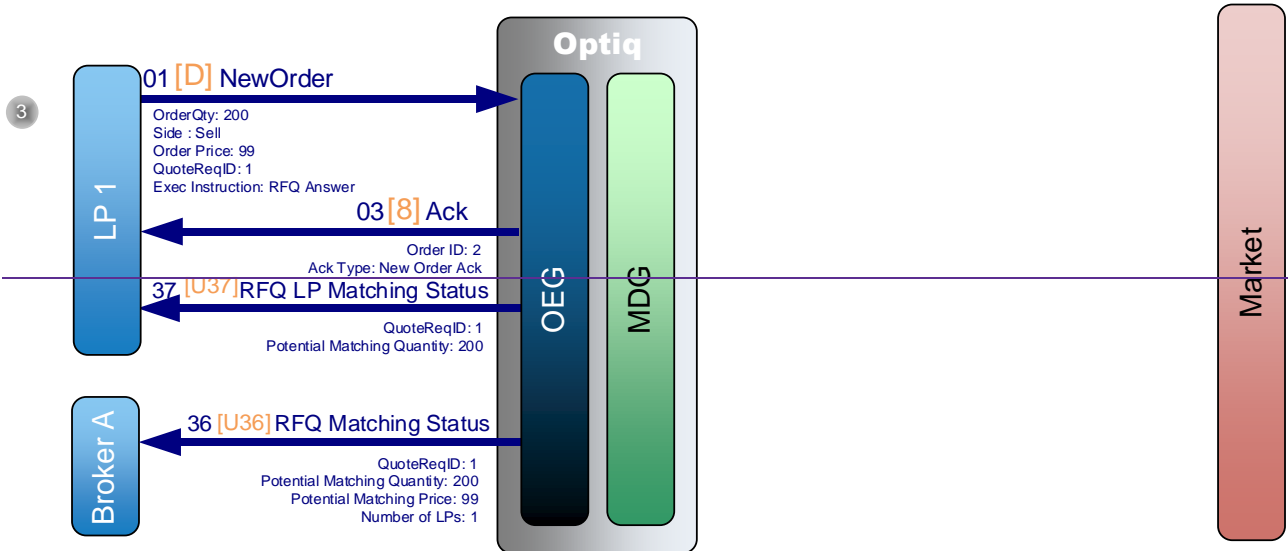 Optiq
3
LP 1
01 [D] NewOrder
OrderQty: 200
Side : Sell
Order Price: 99
QuoteReqID: 1
Exec Instruction: RFQ Answer
03 [8] Ack
Order ID: 2
Ack Type: New Order Ack
37 [U37] RFQ LP Matching Status
QuoteReqID: 1
Potential Matching Quantity: 200
OEG
MDG
Market
Broker A
36 [U36] RFQ Matching Status
QuoteReqID: 1
Potential Matching Quantity: 200
Potential Matching Price: 99
Number of LPs: 1